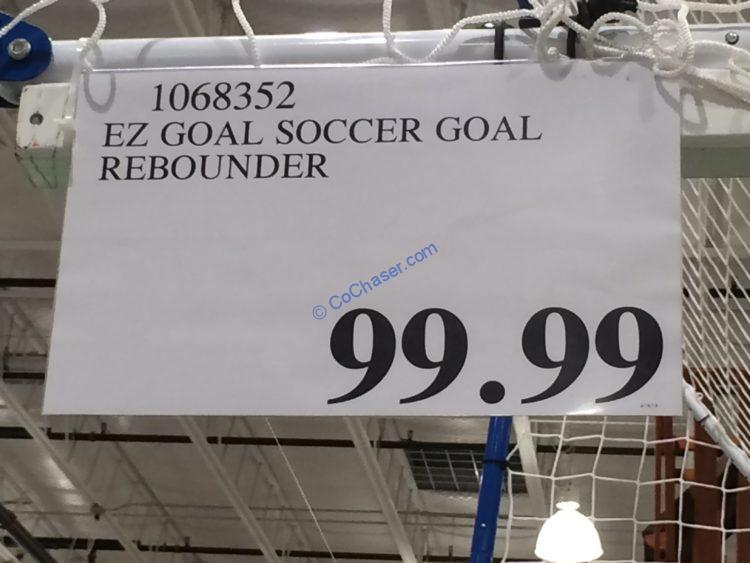 1068352
EZ GOAL SOCCER GOAL
REBOUNDER
© CoChaser.com
99.99